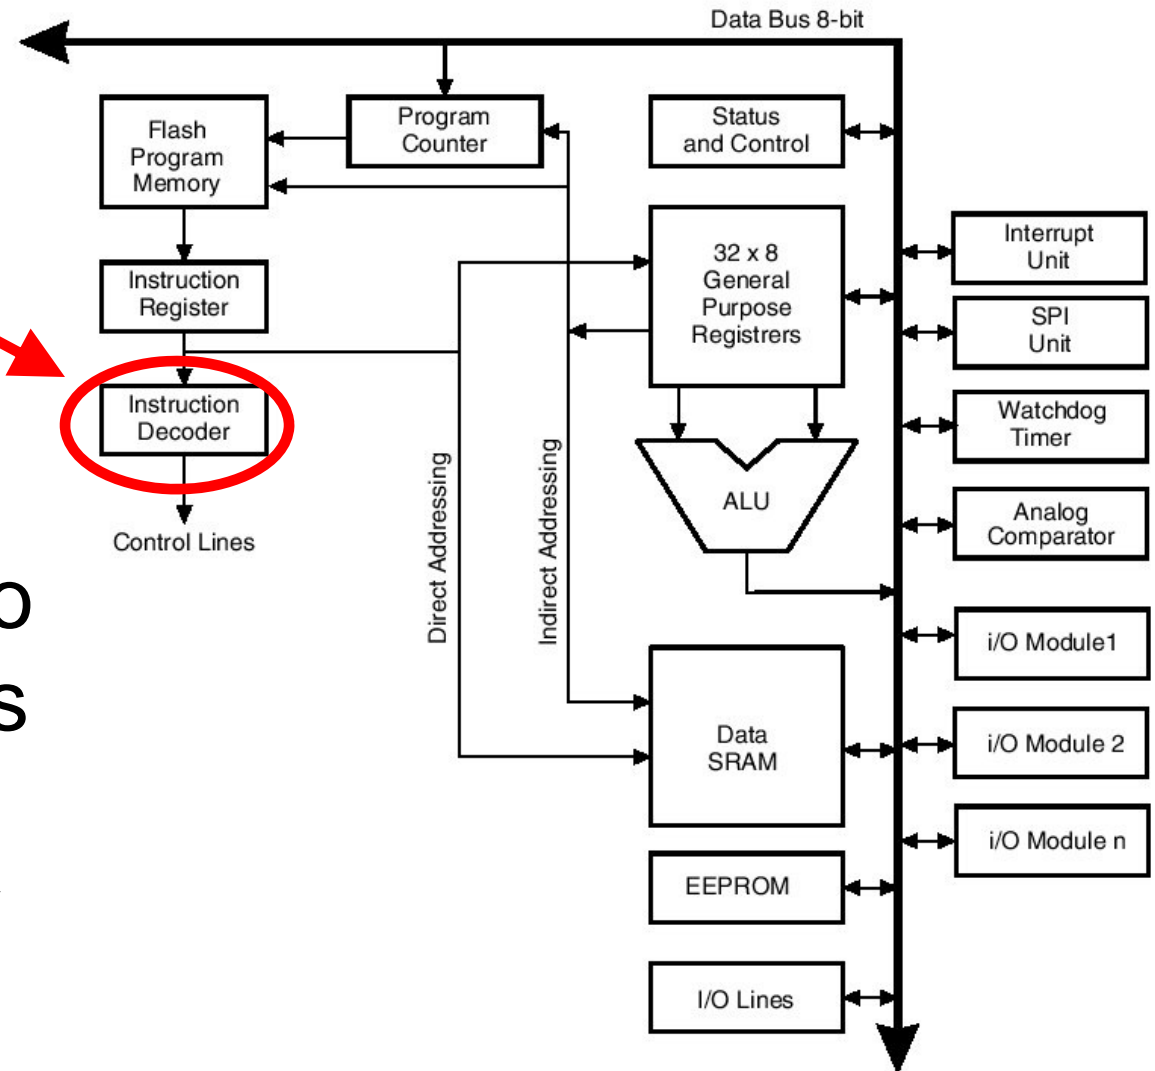 Data Bus 8-bit
Flash
Program
Memory
Program
Counter
Status
and Control
Instruction
Register
32 x 8
General
Purpose
Registrers
Interrupt
Unit
SPI
Unit
Instruction
Decoder
Watchdog
Timer
Control Lines
Direct Addressing
Indirect Addressing
ALU
Analog
Comparator
i/O Module1
Data
SRAM
i/O Module 2
i/O Module n
EEPROM
I/O Lines